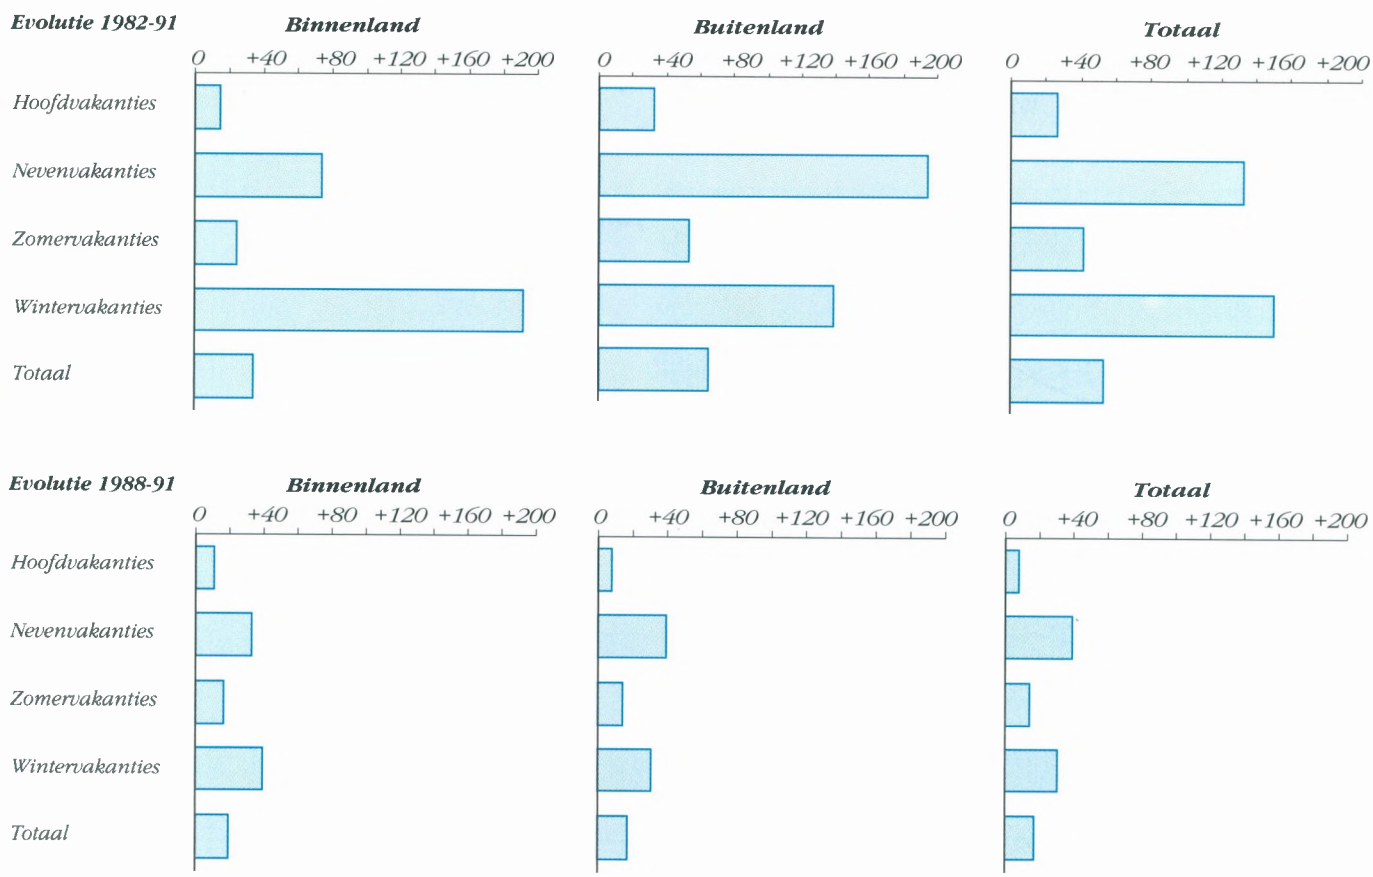 Evolutie 1982-91 Binnenland Buitenland Totaal
0 +40 +80 +120 +160 +200 0 +40 +80 +120 +160 +200 0 +40 +80 +120 +160 +200
Hoofdvakanties
Nevenvakanties
Zomervakanties
Wintervakanties
Totaal
Evolutie 1988-91 Binnenland Buitenland Totaal
0 +40 +80 +120 +160 +200 0 +40 +80 +120 +160 +200 0 +40 +80 +120 +160 +200
Hoofdvakanties
Nevenvakanties
Zomervakanties
Wintervakanties
Totaal